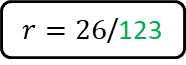 r = 26/123